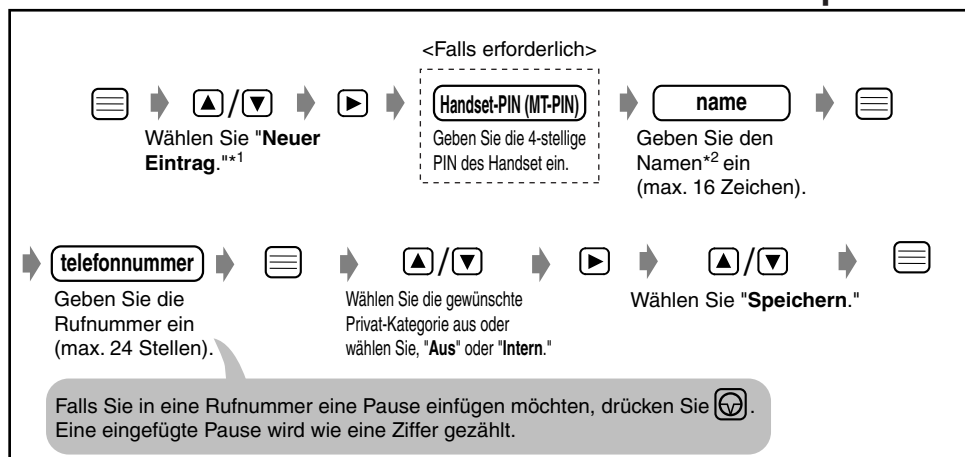 <Falls erforderlich>
Handset-PIN (MT-PIN)
name
Wählen Sie "Neuer
Eintrag."*1
Geben Sie die 4-stellige
PIN des Handset ein.
Geben Sie den
Namen*2 ein
(max. 16 Zeichen).
telefonnummer
Geben Sie die
Rufnummer ein
(max. 24 Stellen).
Wählen Sie die gewünschte
Privat-Kategorie aus oder
wählen Sie, "Aus" oder "Intern."
Wählen Sie "Speichern."
Falls Sie in eine Rufnummer eine Pause einfügen möchten, drücken Sie .
Eine eingefügte Pause wird wie eine Ziffer gezählt.